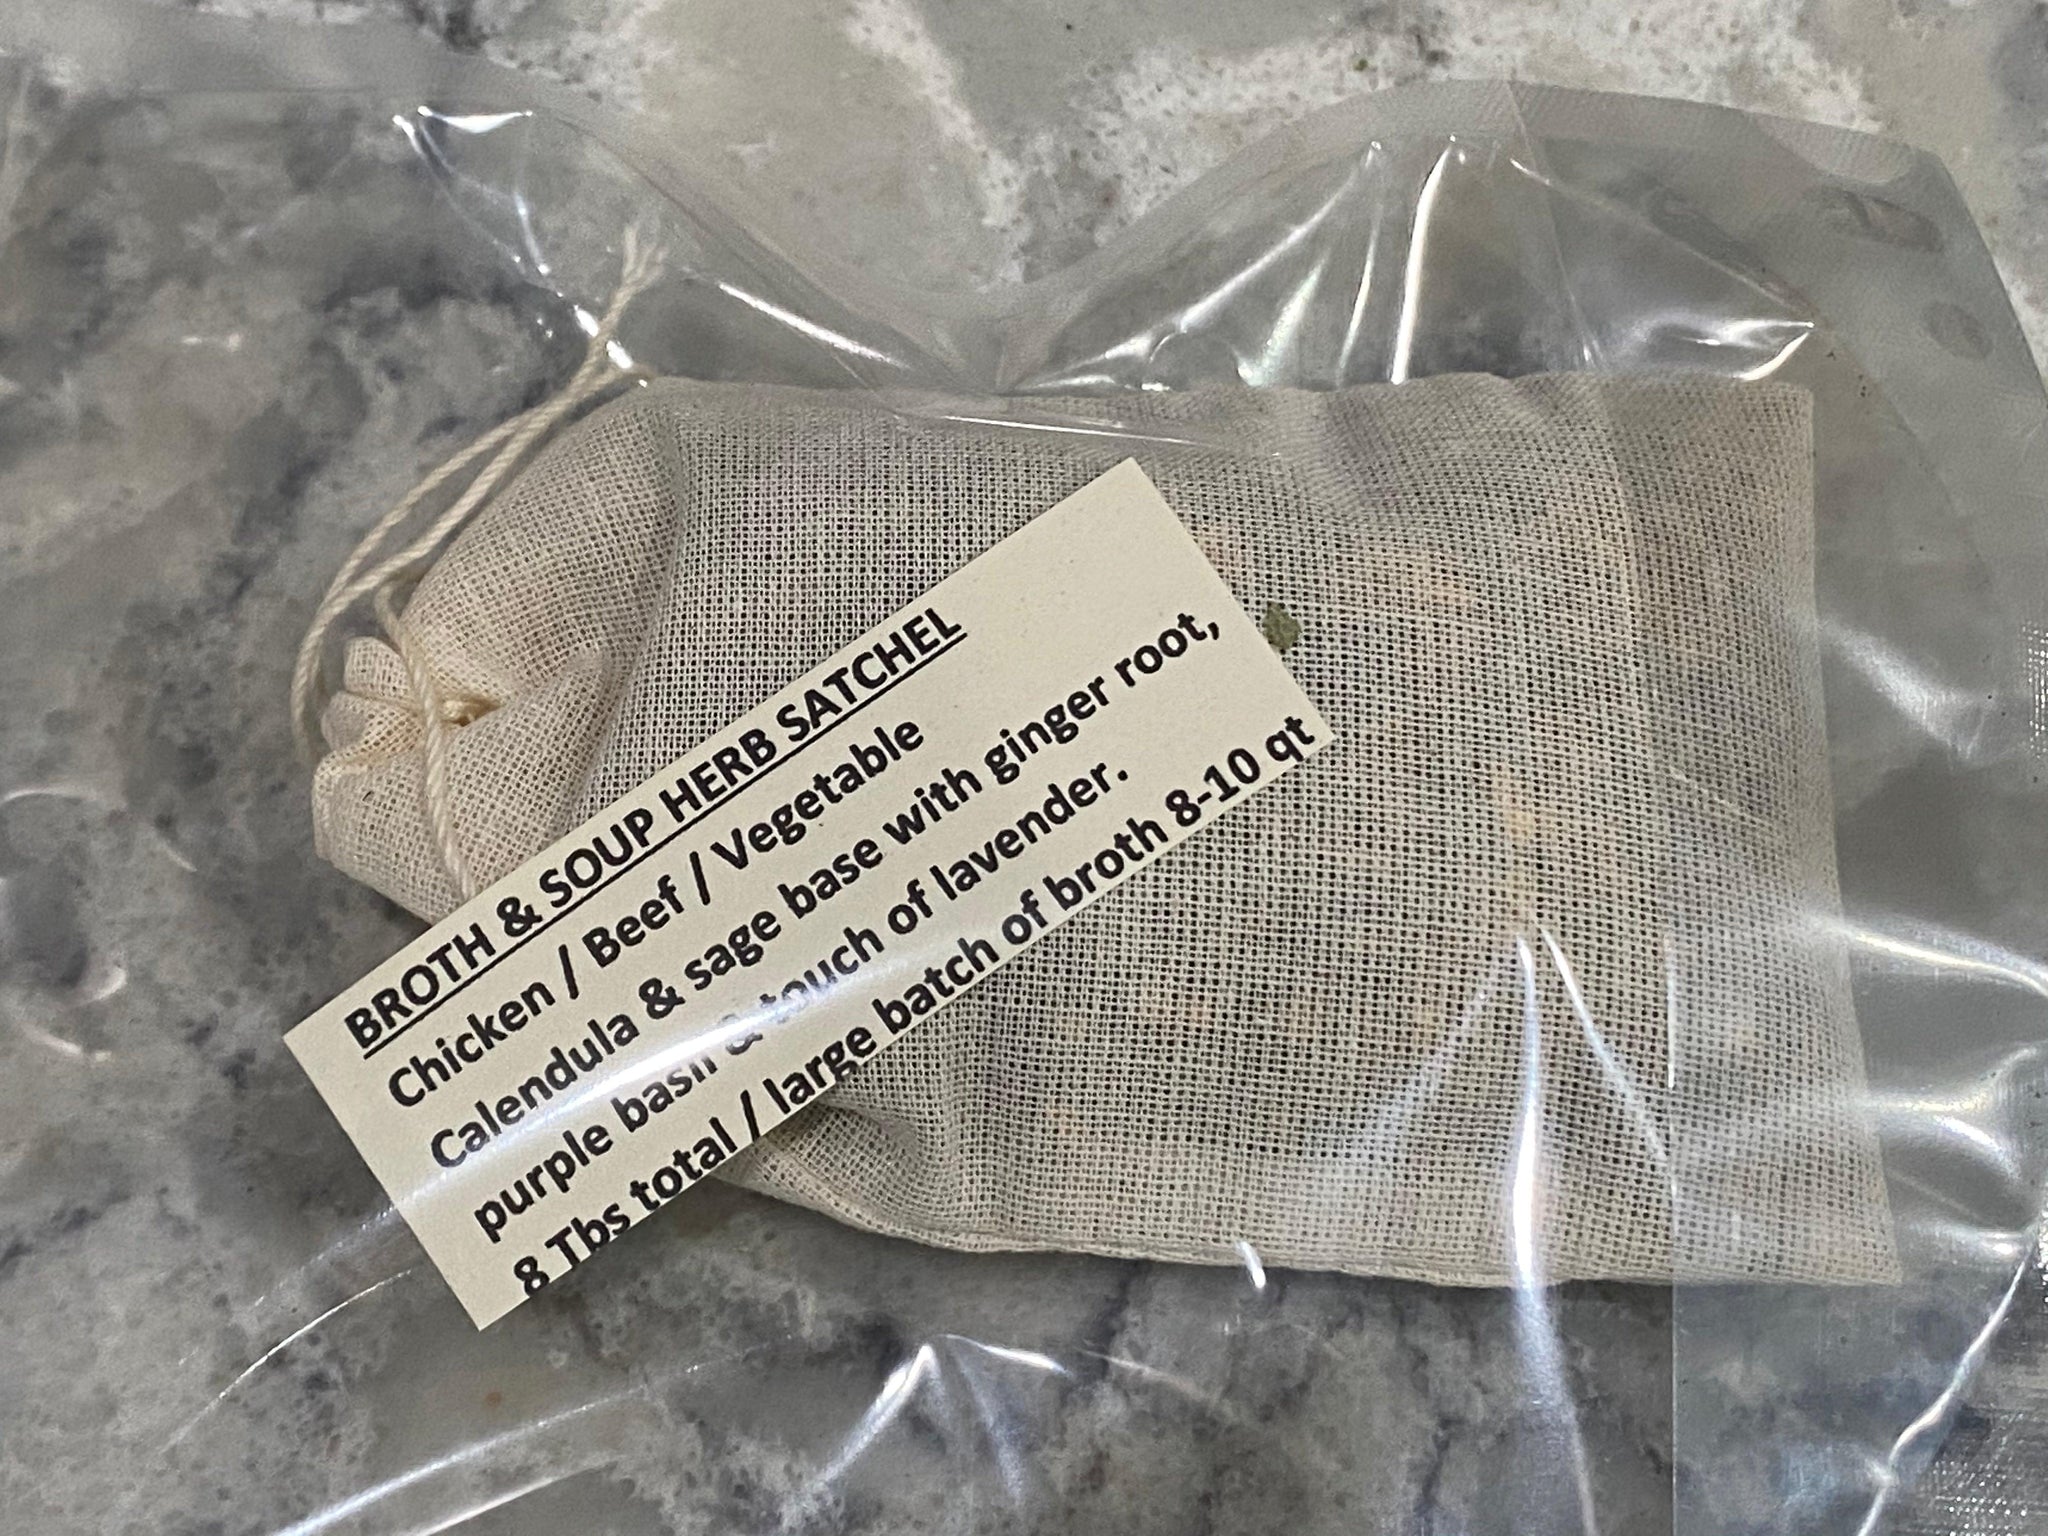 BROTH & SOUP HERB SATCHEL
Chicken / Beef / Vegetable
Calendula & sage base with ginger root,
purple basil & touch of lavender.
8 Tbs total / large batch of broth 8-10 qt